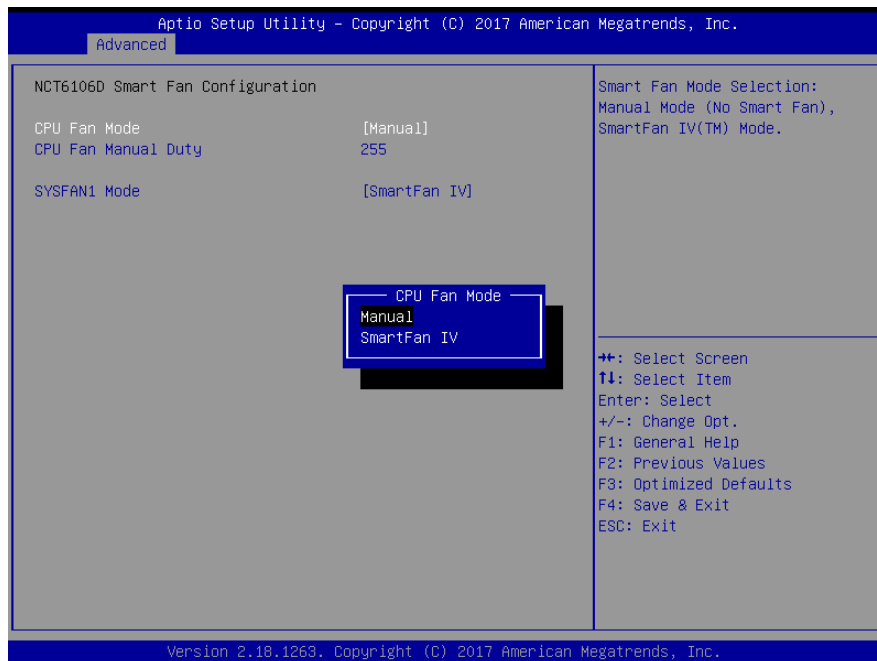 Aptio Setup Utility – Copyright (C) 2017 American Megatrends, Inc.
Advanced
NCT6106D Smart Fan Configuration
CPU Fan Mode [Manual]
CPU Fan Manual Duty 255
SYSFAN1 Mode [SmartFan IV]
CPU Fan Mode
Manual
SmartFan IV
Smart Fan Mode Selection:
Manual Mode (No Smart Fan),
SmartFan IV(TM) Mode.
→←: Select Screen
↑↓: Select Item
Enter: Select
+/-: Change Opt.
F1: General Help
F2: Previous Values
F3: Optimized Defaults
F4: Save & Exit
ESC: Exit
Version 2.18.1263. Copyright (C) 2017 American Megatrends, Inc.